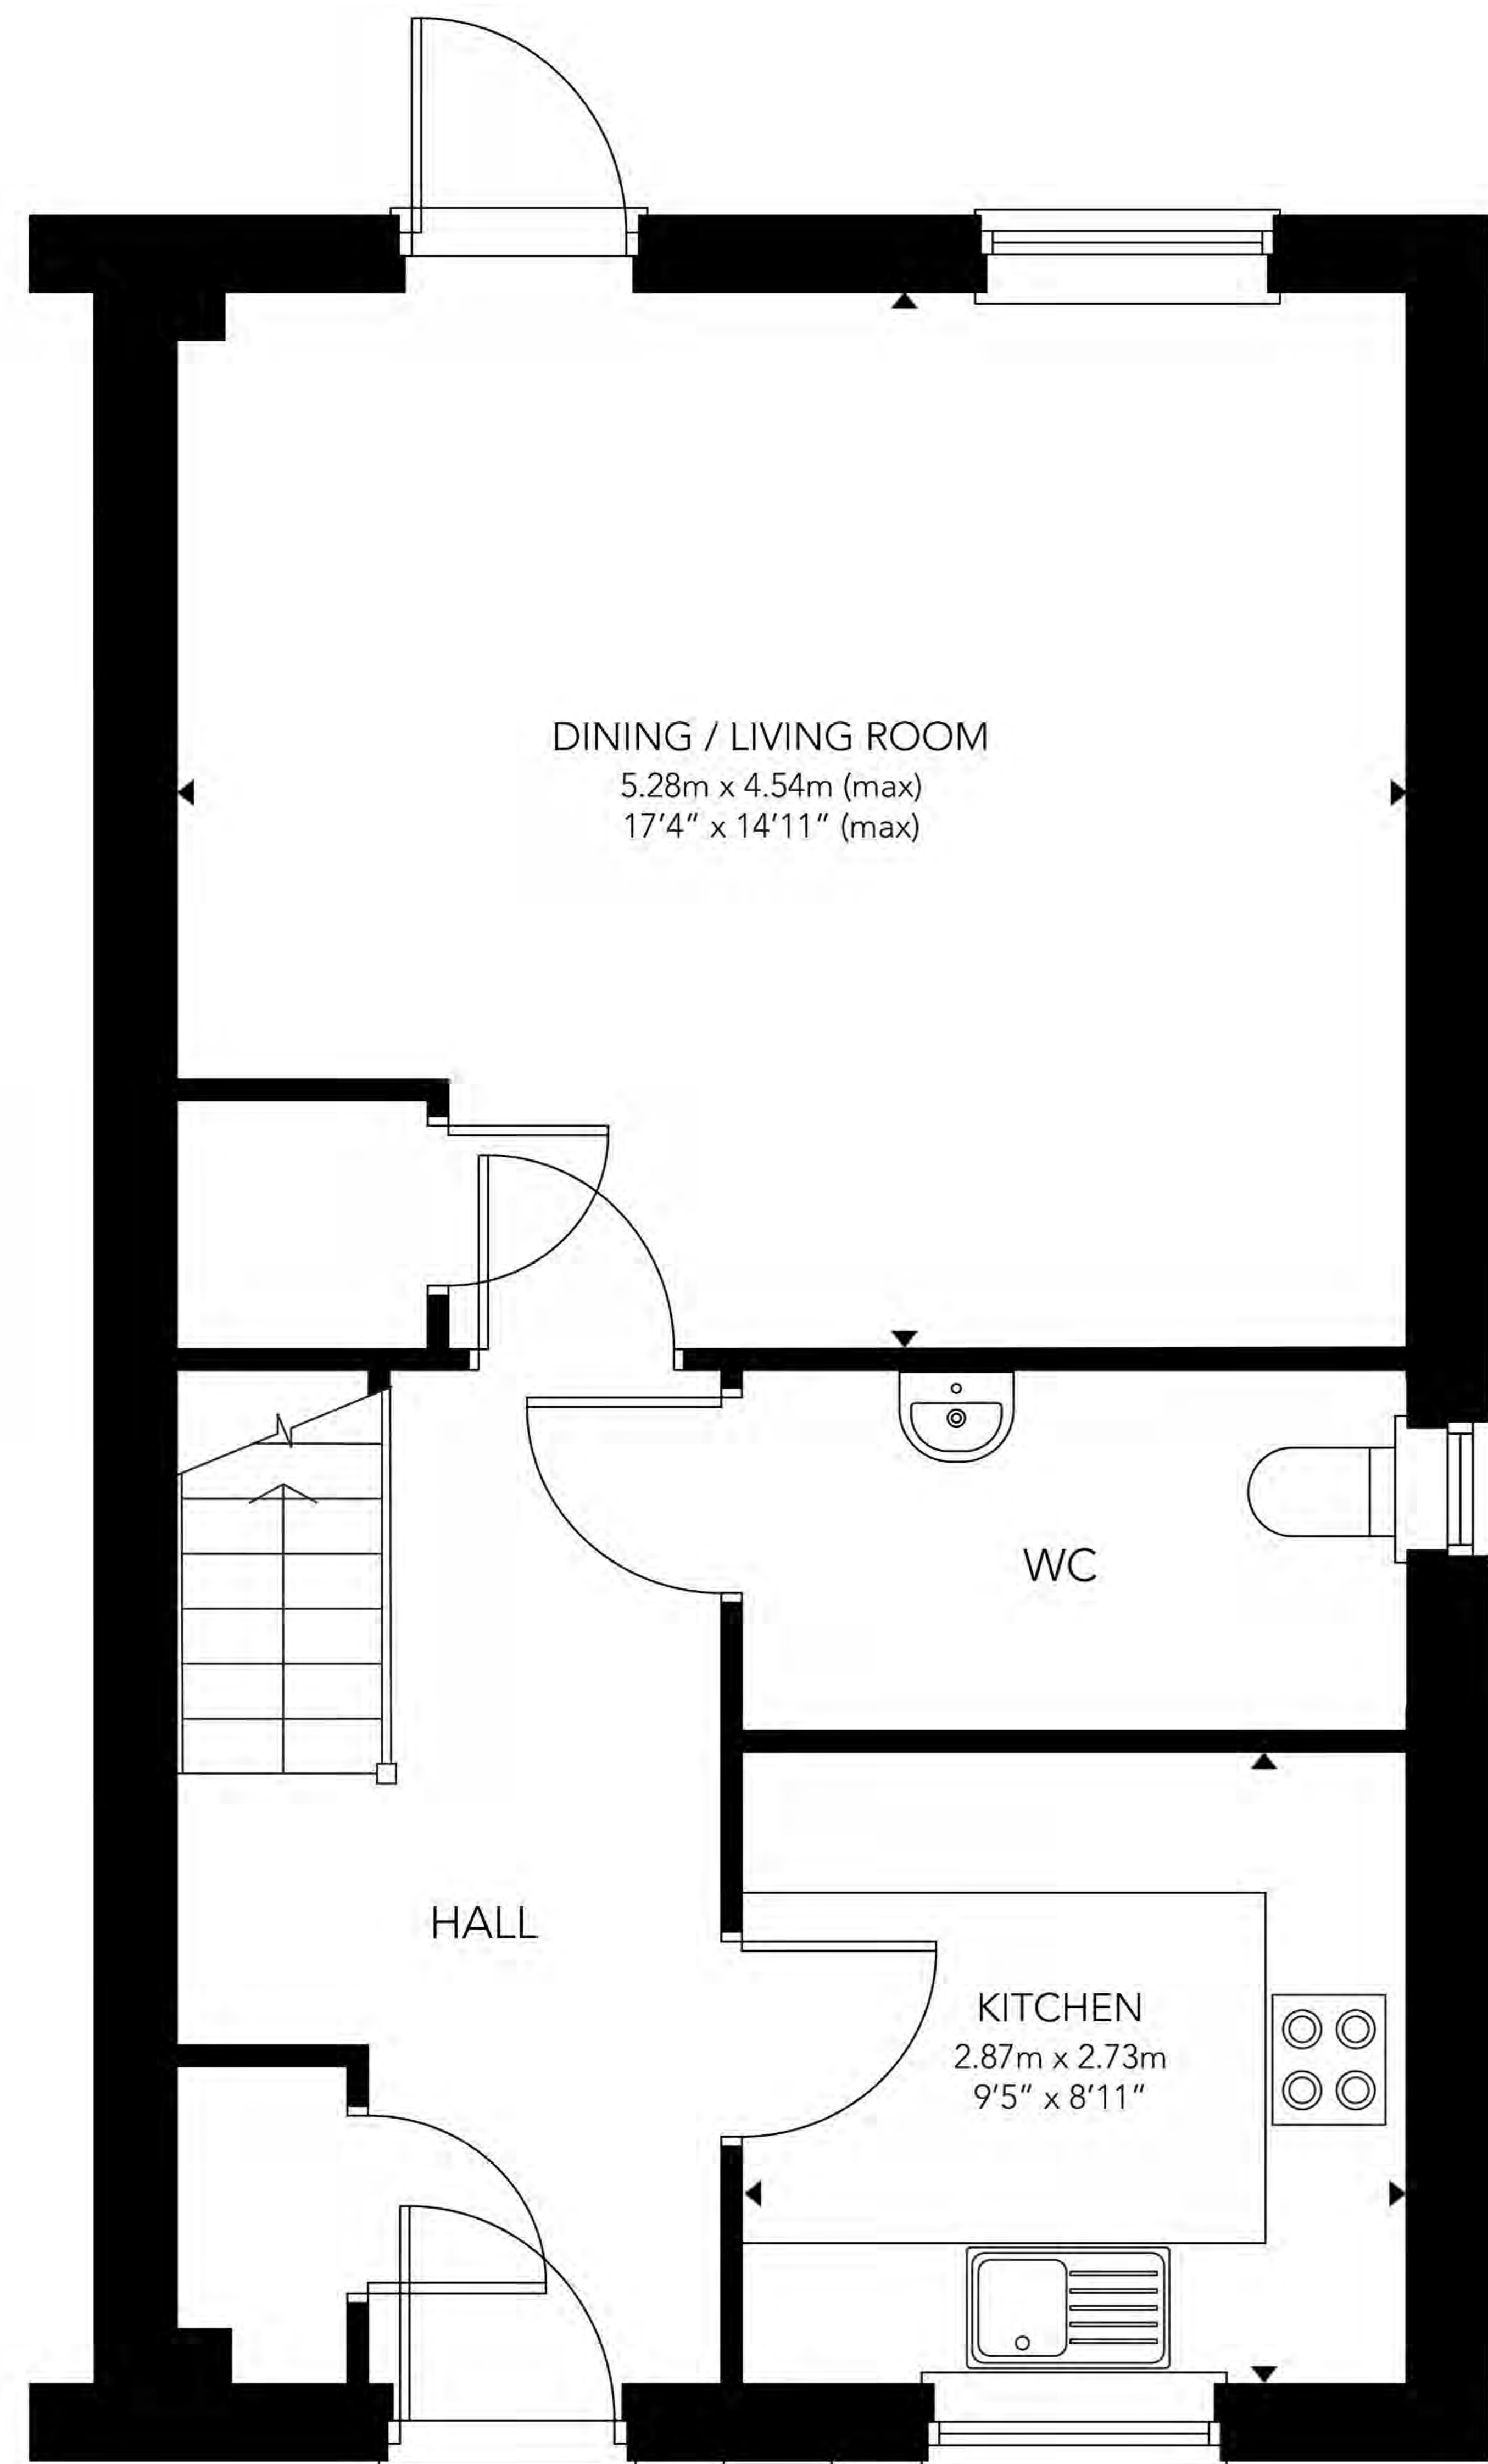 DINING / LIVING ROOM
5.28m x 4.54m (max)
17'4" x 14'11" (max)
WC
HALL
KITCHEN
2.87m x 2.73m
9'5" x 8'11"